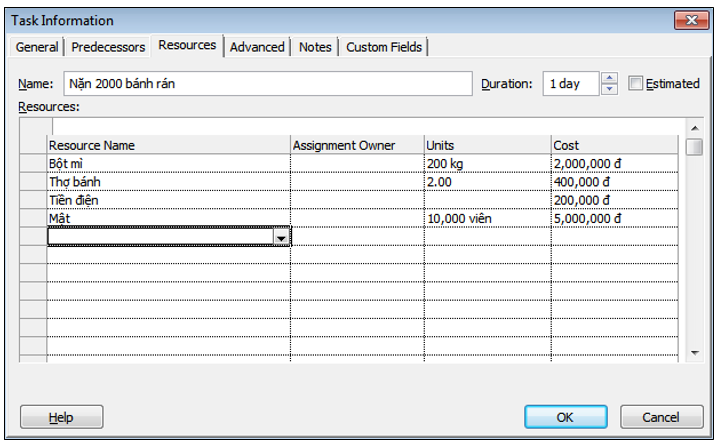 Task Information
General Predecessors Resources Advanced Notes Custom Fields
Name: Nặn 2000 bánh rán Duration: 1 day Estimated
Resources:
Resource Name Assignment Owner Units Cost
Bột mì 200 kg 2,000,000 đ
Thợ bánh 2.00 400,000 đ
Tiền điện 200,000 đ
Mật 10,000 viên 5,000,000 đ
Help OK Cancel